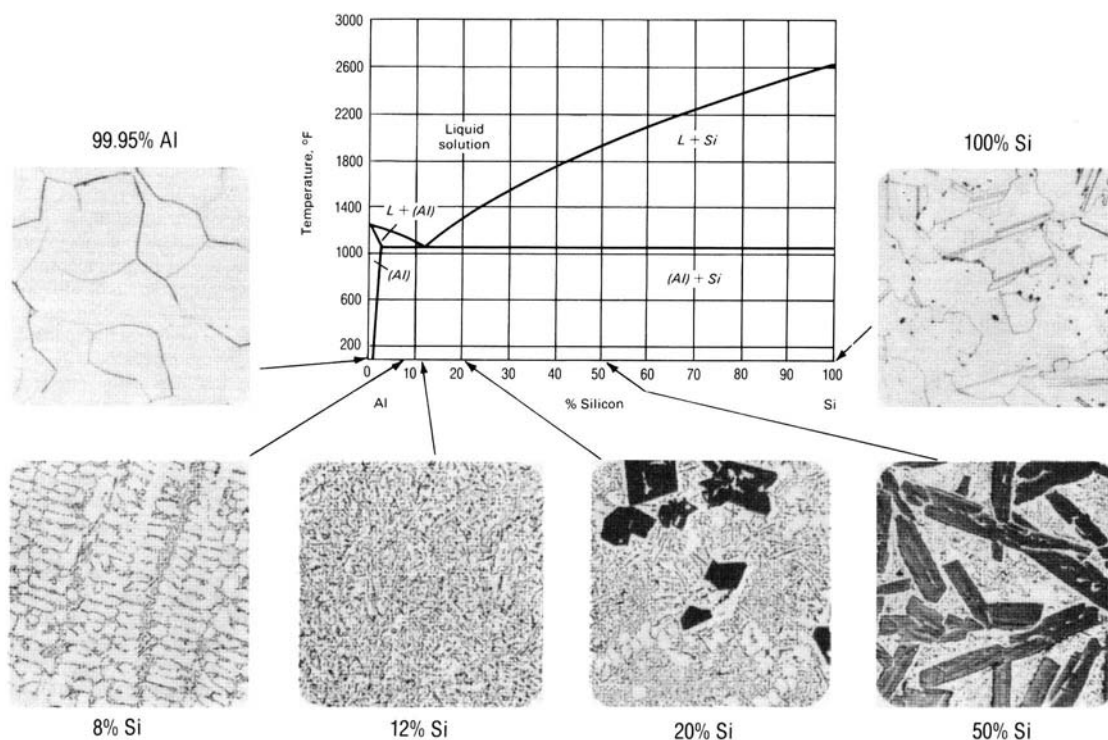 3000
2600
2200
1800
1400
1000
600
200
Temperature, °F
Liquid
solution
L + Si
L + (Al)
(Al)
(Al) + Si
0 10 20 30 40 50 60 70 80 90 100
Al % Silicon Si
99.95% Al
100% Si
8% Si
12% Si
20% Si
50% Si